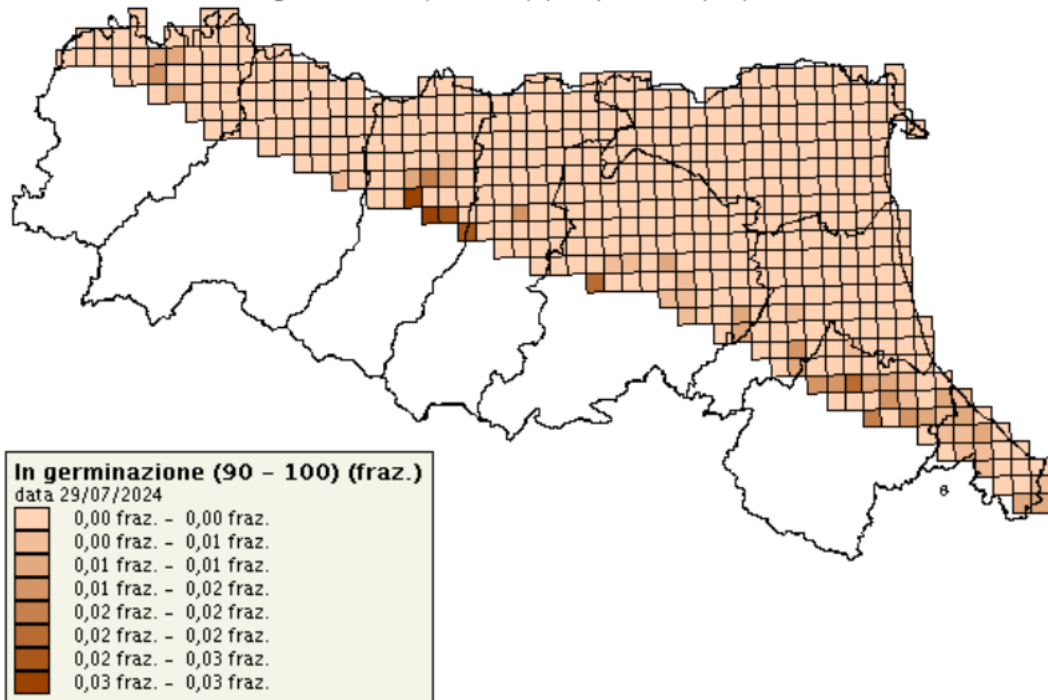 In germinazione (90 – 100) (fraz.)
data 29/07/2024
0,00 fraz. – 0,00 fraz.
0,00 fraz. – 0,01 fraz.
0,01 fraz. – 0,01 fraz.
0,01 fraz. – 0,02 fraz.
0,02 fraz. – 0,02 fraz.
0,02 fraz. – 0,02 fraz.
0,02 fraz. – 0,03 fraz.
0,03 fraz. – 0,03 fraz.